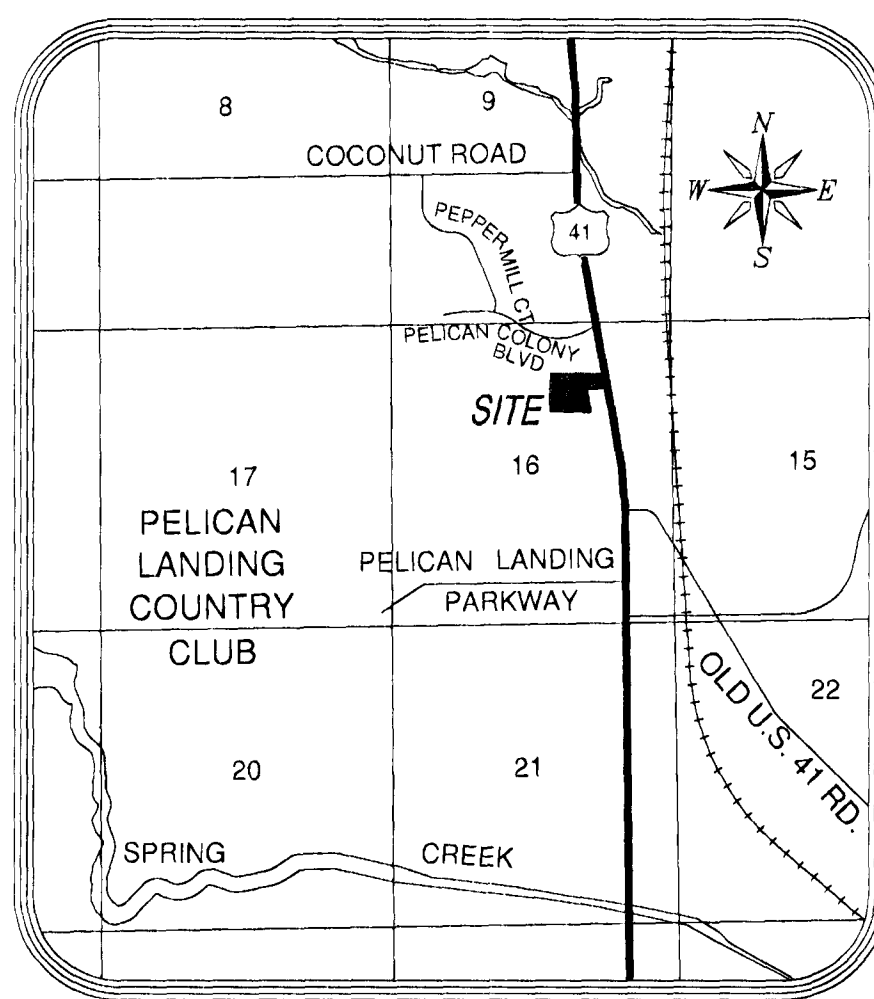 8
9
COCONUT ROAD
N
W
E
S
PEPPERMILL CT
41
PELICAN COLONY
BLVD
SITE
17
16
15
PELICAN
LANDING
COUNTRY
CLUB
PELICAN LANDING
PARKWAY
OLD U.S. 41 RD.
22
20
21
SPRING CREEK